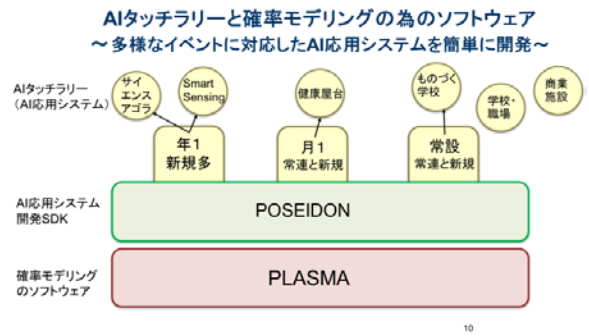 AIタッチラリーと確率モデリングの為のソフトウェア
～多様なイベントに対応したAI応用システムを簡単に開発～
AIタッチラリー
（AI応用システム）
サイ
エンス
アゴラ
Smart
Sensing
健康屋台
ものづく
学校
学校・
職場
商業
施設
年1
新規多
月1
常連と新規
常設
常連と新規
AI応用システム
開発SDK
POSEIDON
確率モデリング
のソフトウェア
PLASMA
10